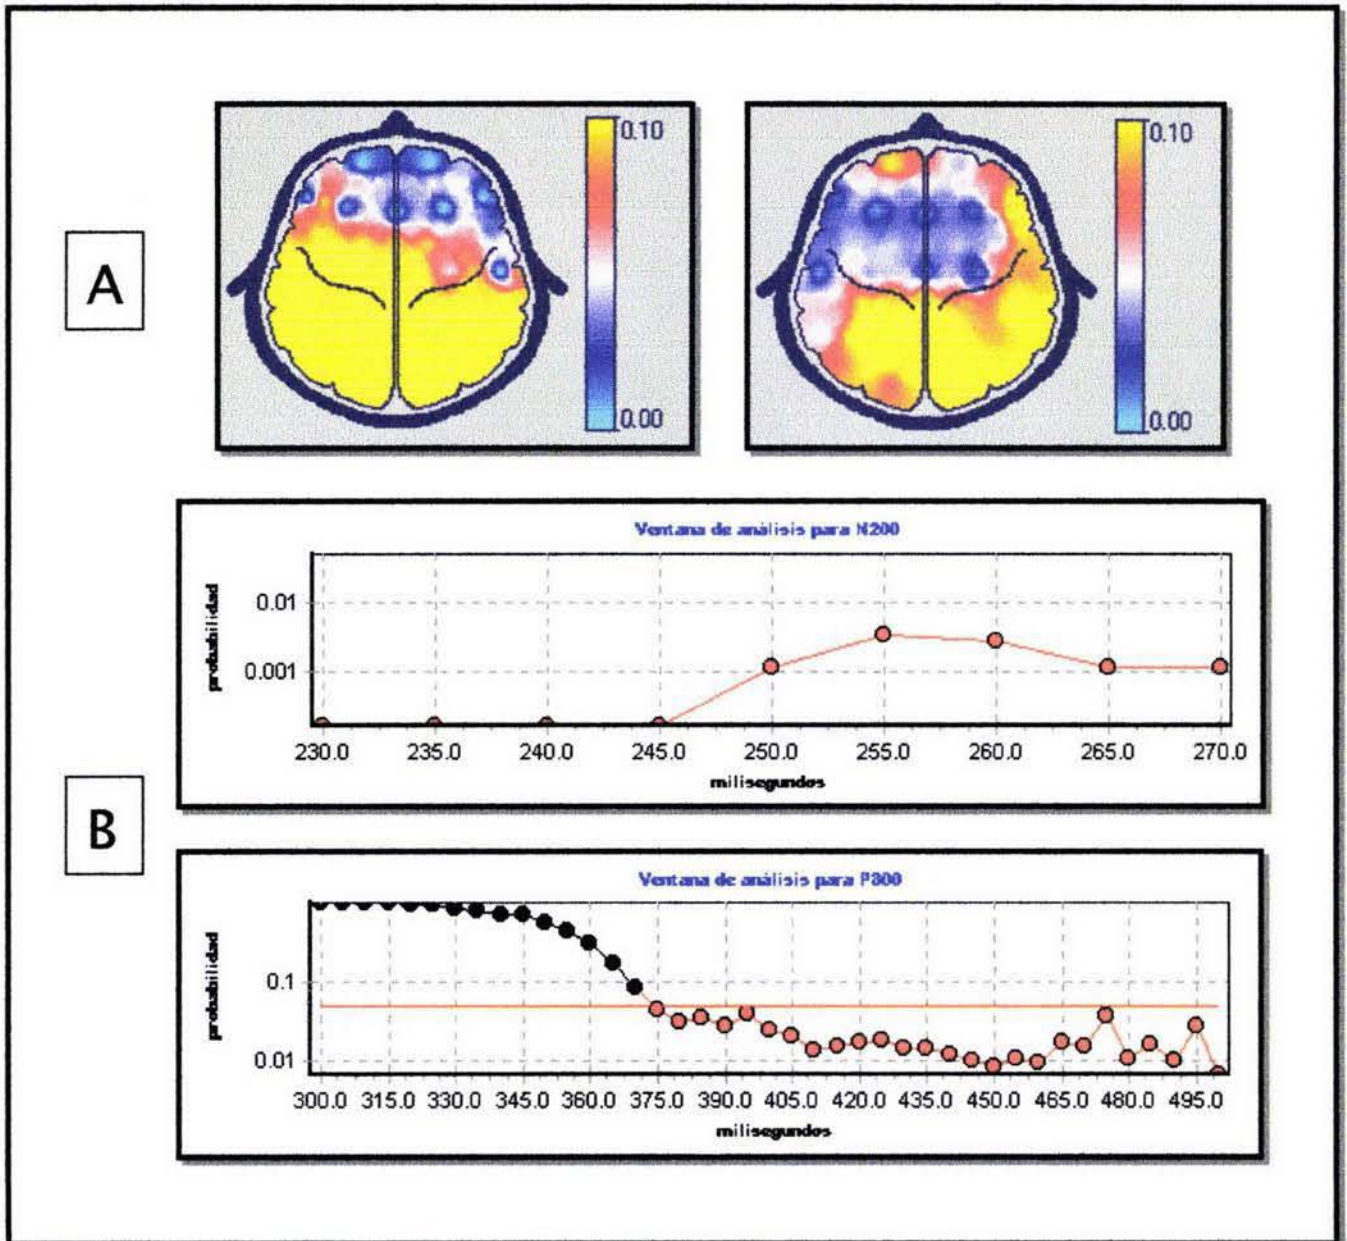 A
0.10
0.00
0.10
0.00
B
Ventana de análisis para N200
probabilidad
0.01
0.001
230.0 235.0 240.0 245.0 250.0 255.0 260.0 265.0 270.0
milisegundos
Ventana de análisis para P300
probabilidad
0.1
0.01
300.0 315.0 330.0 345.0 360.0 375.0 390.0 405.0 420.0 435.0 450.0 465.0 480.0 495.0
milisegundos